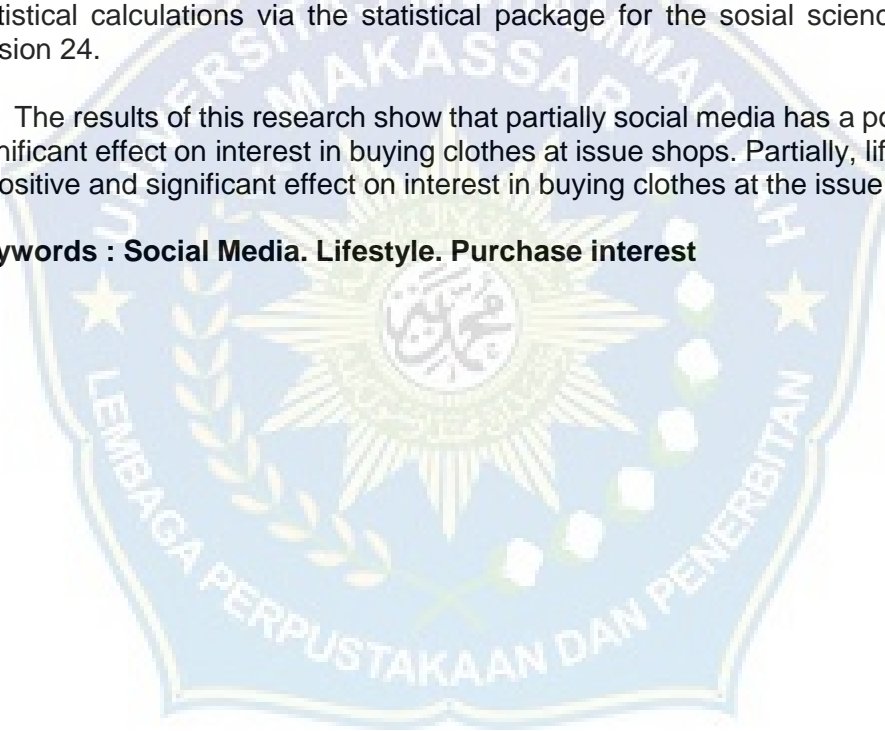 tistical calculations via the statistical package for the sosial scienc
sion 24.
The results of this research show that partially social media has a po
nificant effect on interest in buying clothes at issue shops. Partially, lif
ositive and significant effect on interest in buying clothes at the issue
ywords : Social Media. Lifestyle. Purchase interest
MAKASSAR
LEMBAGA PERPUSTAKAAN DAN PENERBITAN